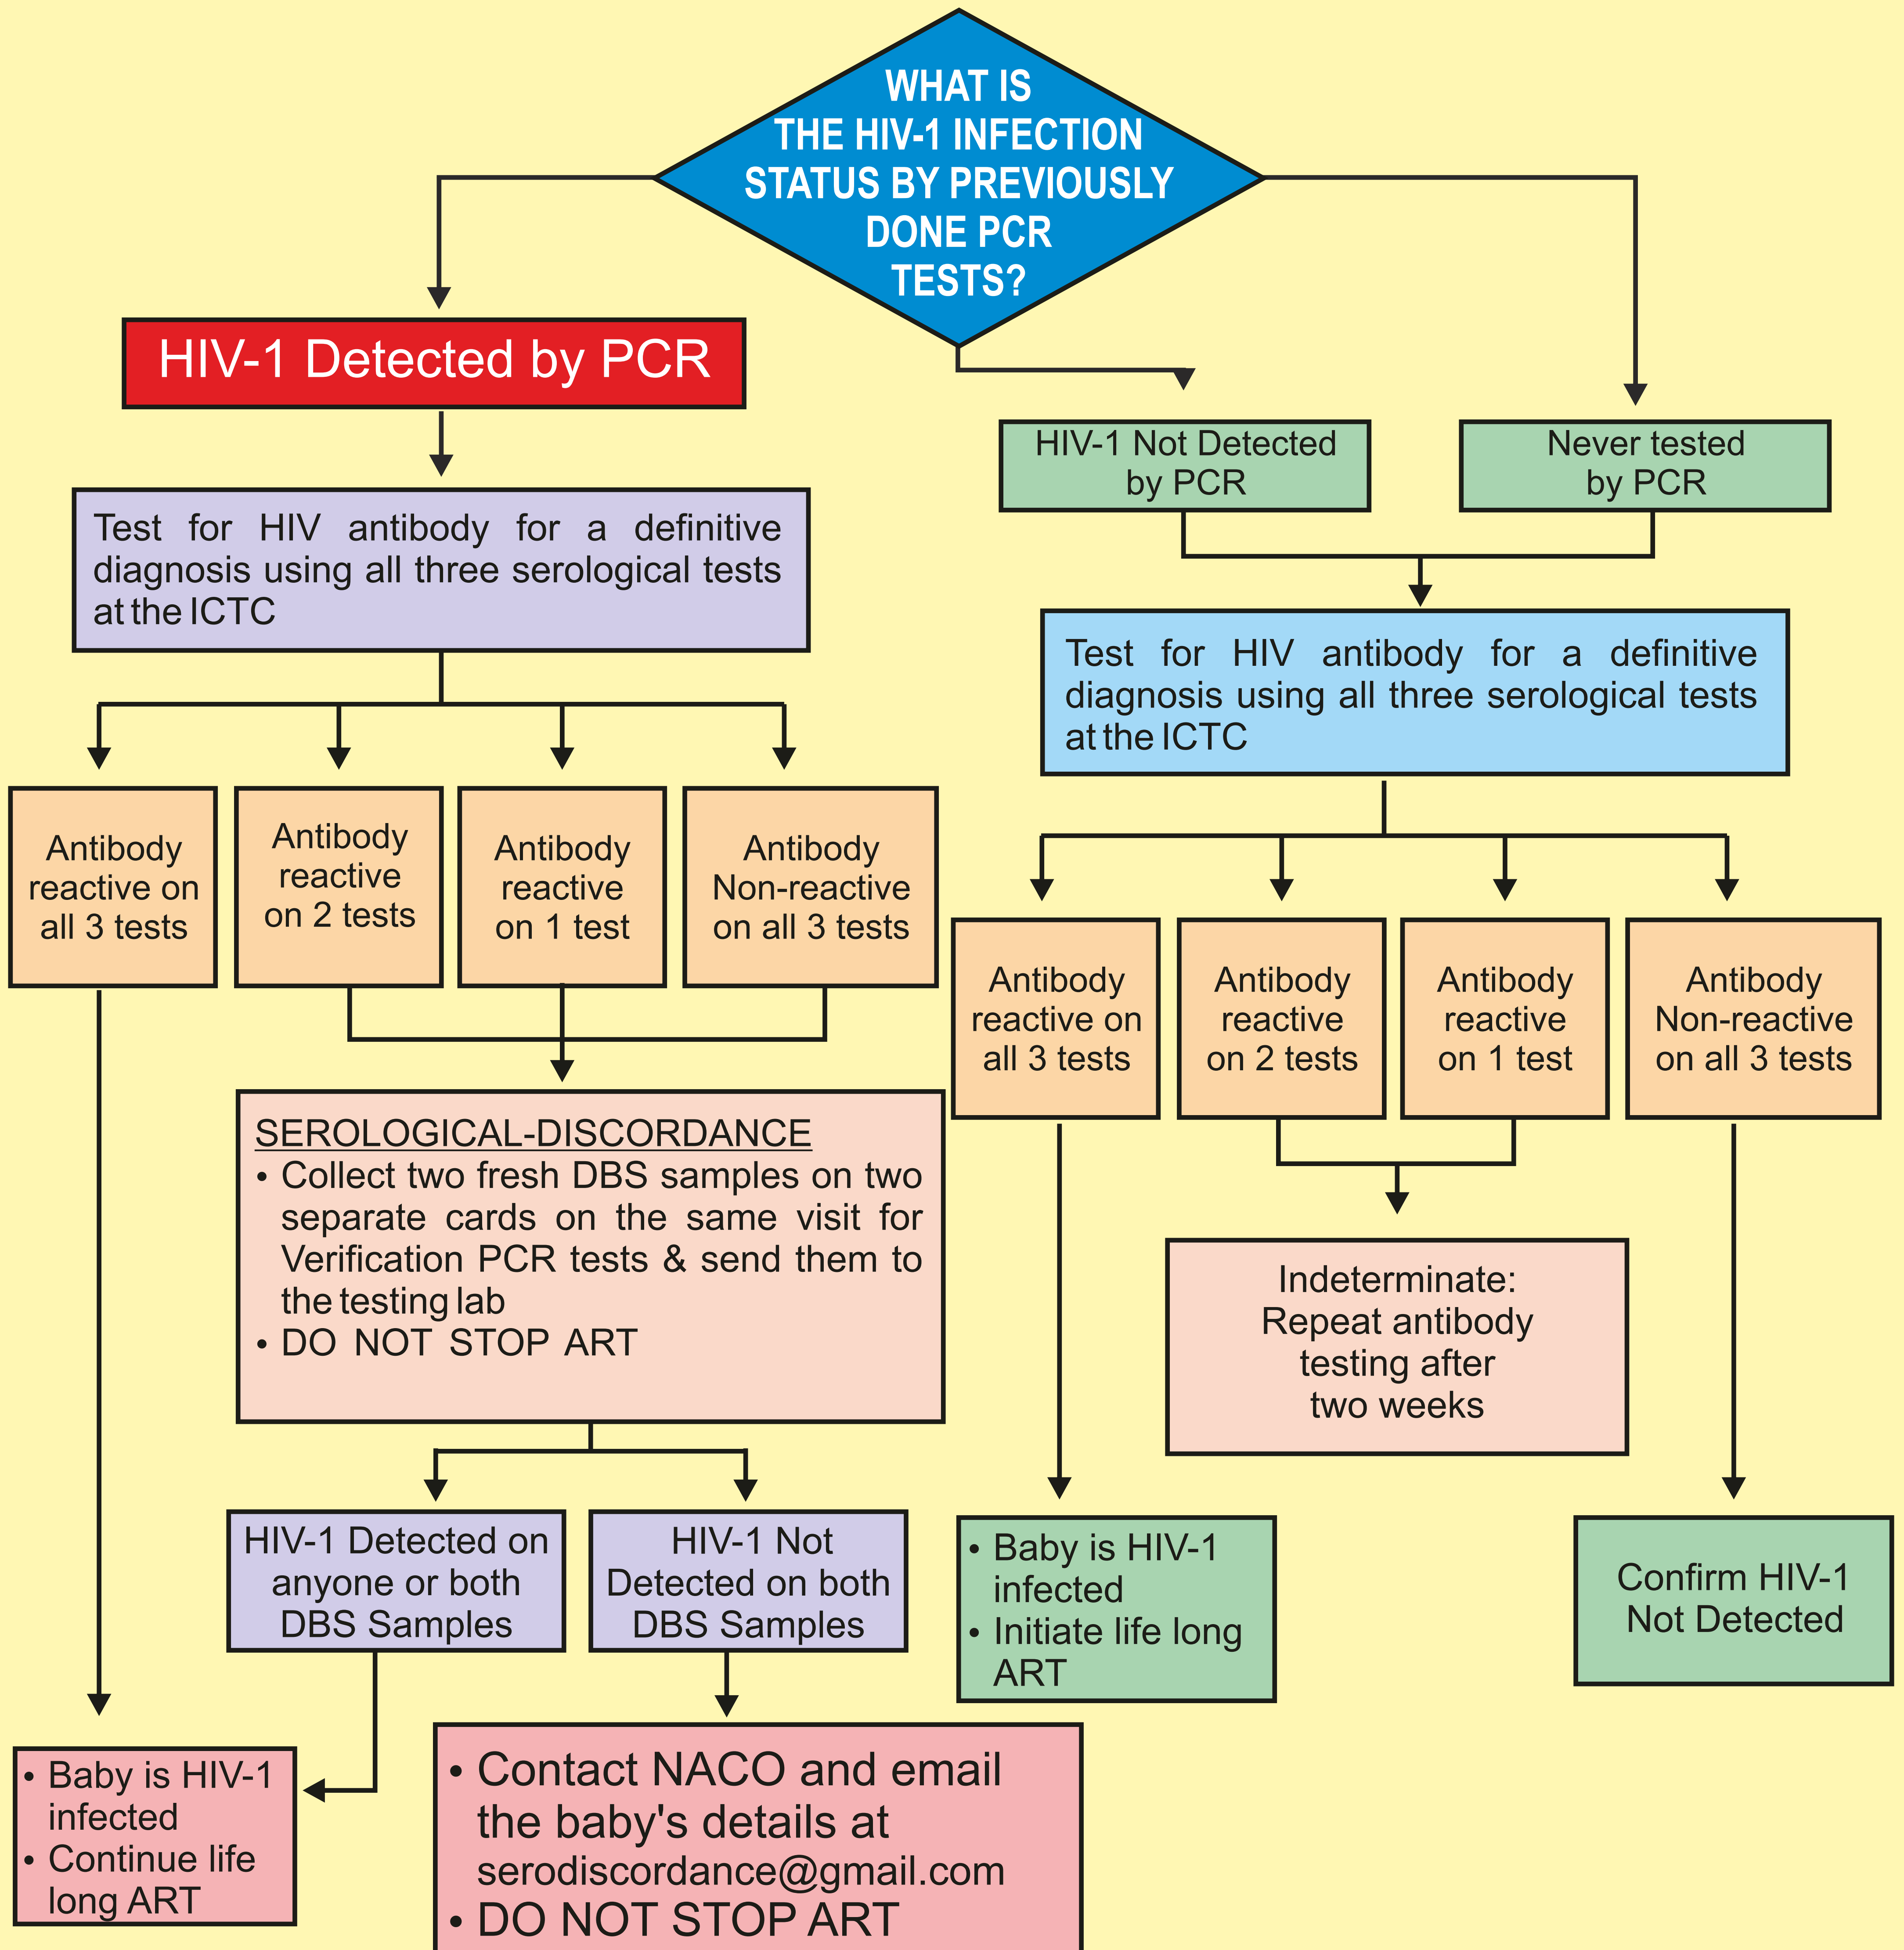 WHAT IS
THE HIV-1 INFECTION
STATUS BY PREVIOUSLY
DONE PCR
TESTS?
HIV-1 Detected by PCR
HIV-1 Not Detected
by PCR
Never tested
by PCR
Test for HIV antibody for a definitive
diagnosis using all three serological tests
at the ICTC
Test for HIV antibody for a definitive
diagnosis using all three serological tests
at the ICTC
Antibody
reactive on
all 3 tests
Antibody
reactive
on 2 tests
Antibody
reactive
on 1 test
Antibody
Non-reactive
on all 3 tests
Antibody
reactive on
all 3 tests
Antibody
reactive
on 2 tests
Antibody
reactive
on 1 test
Antibody
Non-reactive
on all 3 tests
SEROLOGICAL-DISCORDANCE
• Collect two fresh DBS samples on two
separate cards on the same visit for
Verification PCR tests & send them to
the testing lab
• DO NOT STOP ART
Indeterminate:
Repeat antibody
testing after
two weeks
HIV-1 Detected on
anyone or both
DBS Samples
HIV-1 Not
Detected on both
DBS Samples
• Baby is HIV-1
infected
• Initiate life long
ART
Confirm HIV-1
Not Detected
• Baby is HIV-1
infected
• Continue life
long ART
• Contact NACO and email
the baby's details at
serodiscordance@gmail.com
• DO NOT STOP ART